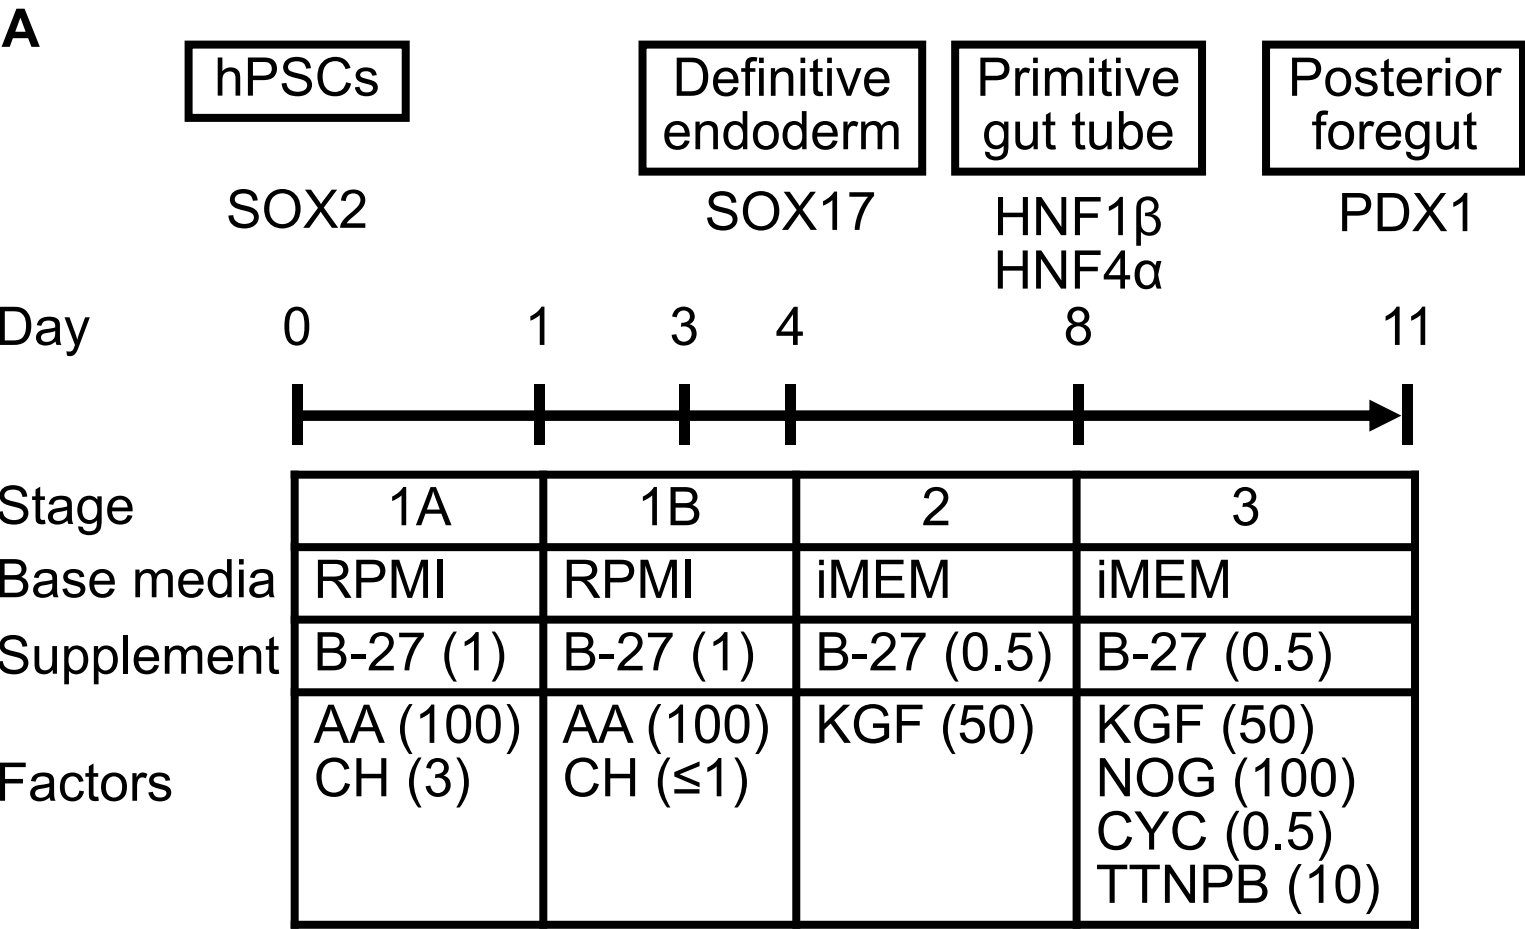 A
hPSCs
Definitive
endoderm
Primitive
gut tube
Posterior
foregut
SOX2
SOX17
HNF1β
HNF4α
PDX1
Day 0 1 3 4 8 11
Stage 1A 1B 2 3
Base media RPMI RPMI iMEM iMEM
Supplement B-27 (1) B-27 (1) B-27 (0.5) B-27 (0.5)
Factors
AA (100)
CH (3)
AA (100)
CH (≤1)
KGF (50)
KGF (50)
NOG (100)
CYC (0.5)
TTNPB (10)